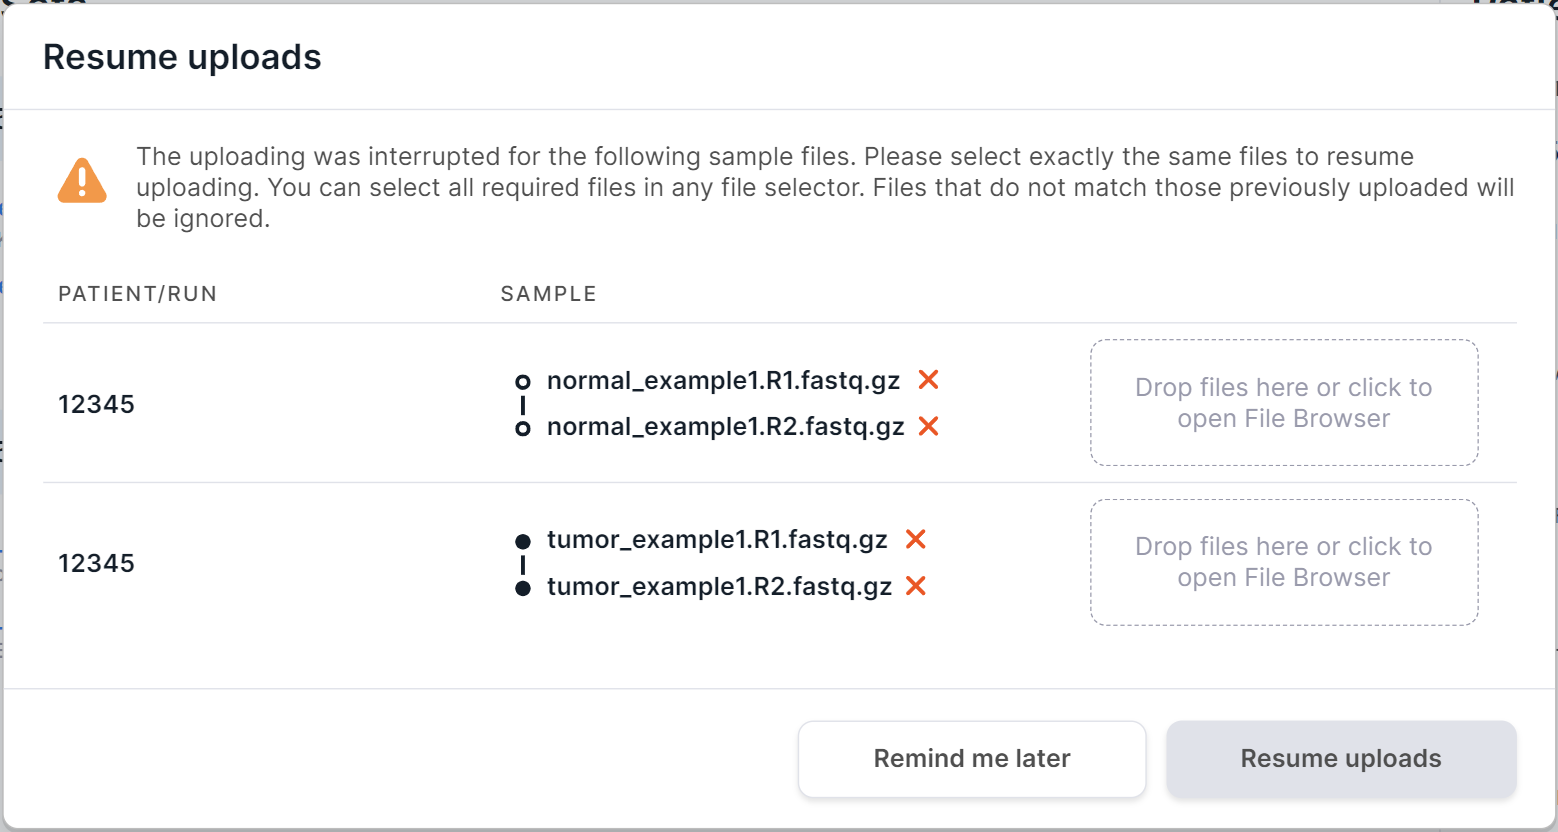 Resume uploads
The uploading was interrupted for the following sample files. Please select exactly the same files to resume
uploading. You can select all required files in any file selector. Files that do not match those previously uploaded will
be ignored.
PATIENT/RUN SAMPLE
12345
normal_example1.R1.fastq.gz
normal_example1.R2.fastq.gz
Drop files here or click to
open File Browser
12345
tumor_example1.R1.fastq.gz
tumor_example1.R2.fastq.gz
Drop files here or click to
open File Browser
Remind me later Resume uploads